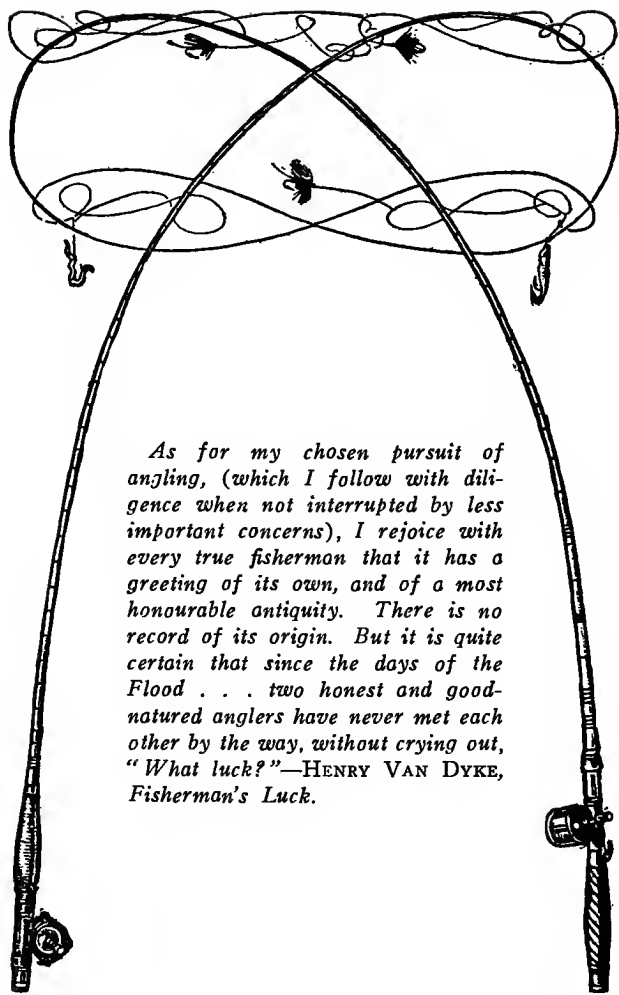 As for my chosen pursuit of
angling, (which I follow with dili-
gence when not interrupted by less
important concerns), I rejoice with
every true fisherman that it has a
greeting of its own, and of a most
honourable antiquity. There is no
record of its origin. But it is quite
certain that since the days of the
Flood . . . two honest and good-
natured anglers have never met each
other by the way, without crying out,
“What luck?”—HENRY VAN DYKE,
Fisherman's Luck.